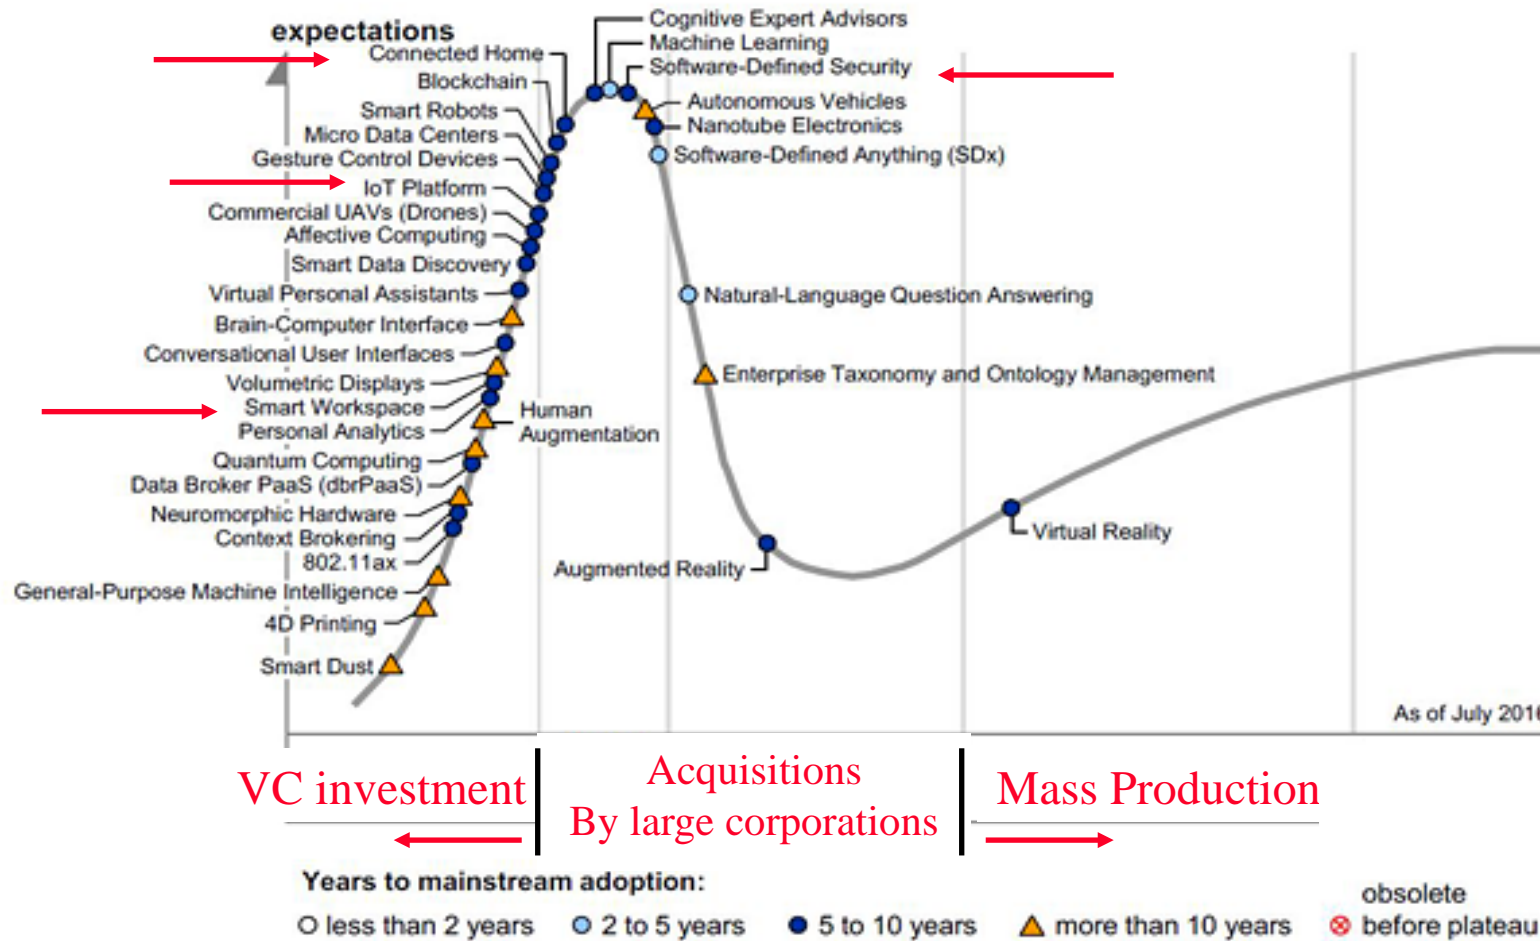 expectations
Connected Home
Blockchain
Smart Robots
Micro Data Centers
Gesture Control Devices
IoT Platform
Commercial UAVs (Drones)
Affective Computing
Smart Data Discovery
Virtual Personal Assistants
Brain-Computer Interface
Conversational User Interfaces
Volumetric Displays
Smart Workspace
Personal Analytics
Quantum Computing
Data Broker PaaS (dbrPaaS)
Neuromorphic Hardware
Context Brokering
802.11ax
General-Purpose Machine Intelligence
4D Printing
Smart Dust
Human
Augmentation
Cognitive Expert Advisors
Machine Learning
Software-Defined Security
Autonomous Vehicles
Nanotube Electronics
Software-Defined Anything (SDx)
Natural-Language Question Answering
Enterprise Taxonomy and Ontology Management
Augmented Reality
Virtual Reality
As of July 2016
VC investment
Acquisitions
By large corporations
Mass Production
Years to mainstream adoption:
less than 2 years
2 to 5 years
5 to 10 years
more than 10 years
obsolete
before plateau